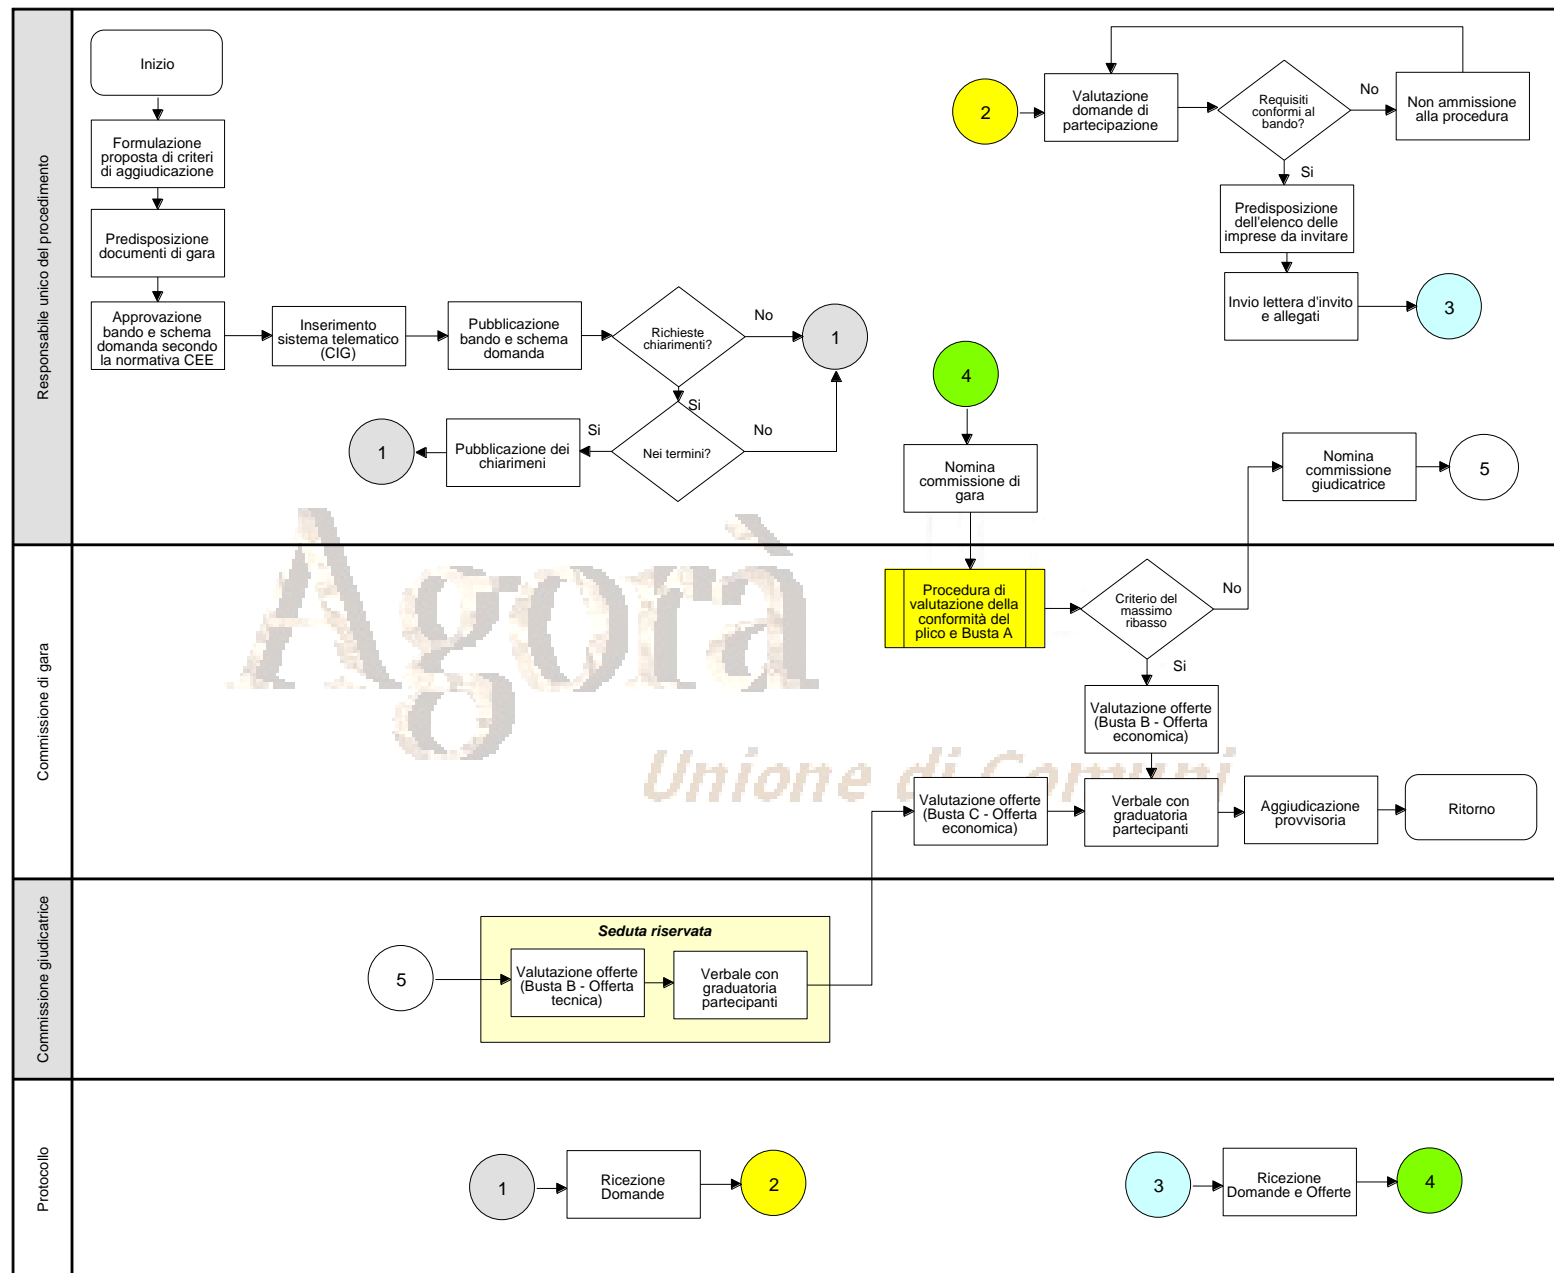 Responsabile unico del procedimento
Inizio
Formulazione
proposta di criteri
di aggiudicazione
Predisposizione
documenti di gara
Approvazione
bando e schema
domanda secondo
la normativa CEE
Inserimento
sistema telematico
(CIG)
Pubblicazione
bando e schema
domanda
Richieste
chiarimenti?
No
1
Si
Nei termini?
No
Si
Pubblicazione dei
chiarimeni
1
2
Valutazione
domande di
partecipazione
Requisiti
conformi al
bando?
No
Non ammissione
alla procedura
Si
Predisposizione
dell'elenco delle
imprese da invitare
Invio lettera d'invito
e allegati
3
4
Nomina
commissione di
gara
Nomina
commissione
giudicatrice
5
Commissione di gara
Agorà
Unione di Comuni
Procedura di
valutazione della
conformità del
plico e Busta A
Criterio del
massimo
ribasso
No
Si
Valutazione offerte
(Busta B - Offerta
economica)
Valutazione offerte
(Busta C - Offerta
economica)
Verbale con
graduatoria
partecipanti
Aggiudicazione
provvisoria
Ritorno
Commissione giudicatrice
5
Seduta riservata
Valutazione offerte
(Busta B - Offerta
tecnica)
Verbale con
graduatoria
partecipanti
Protocollo
1
Ricezione
Domande
2
3
Ricezione
Domande e Offerte
4